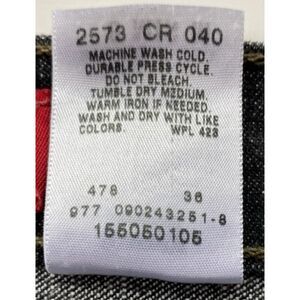 2573 CR 040
MACHINE WASH COLD.
DURABLE PRESS CYCLE.
DO NOT BLEACH.
TUMBLE DRY MEDIUM.
WARM IRON IF NEEDED.
WASH AND DRY WITH LIKE
COLORS. WPL 423
478 36
977 090243251-8
155050105